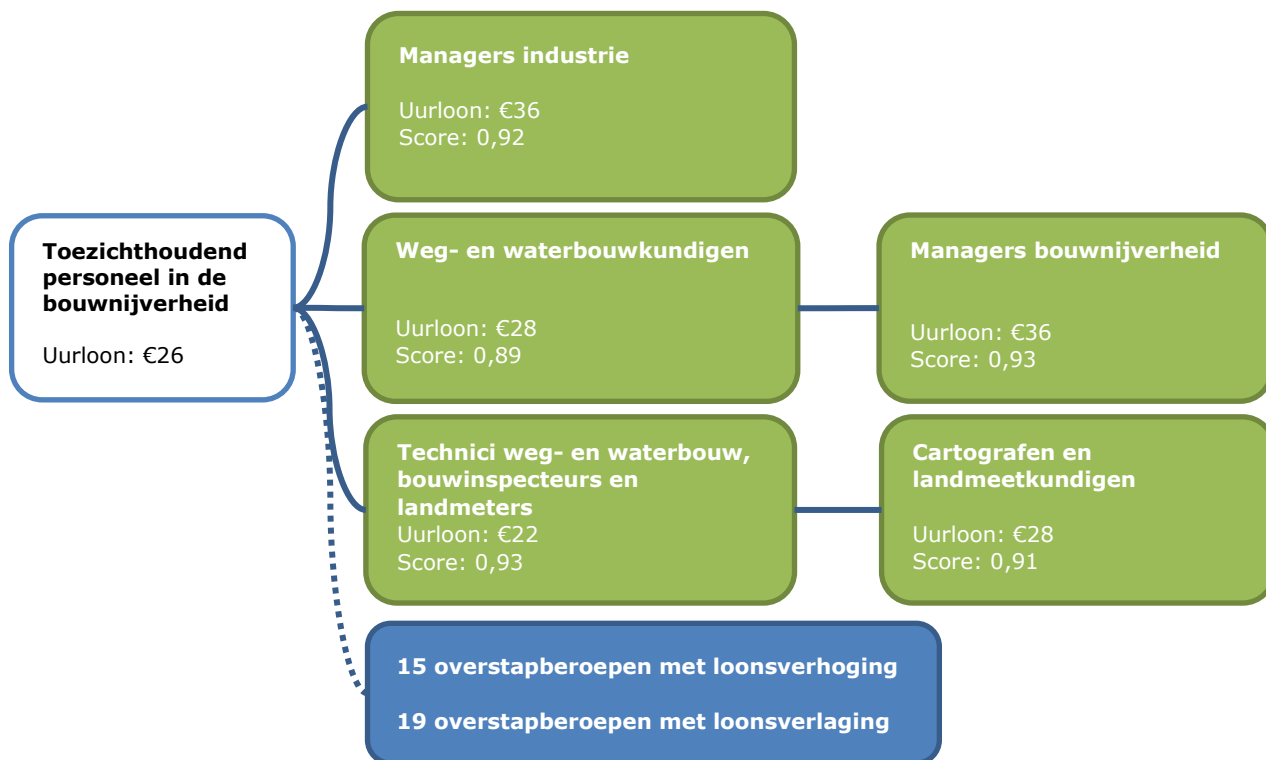 Toezichthoudend
personeel in de
bouwnijverheid
Uurloon: €26
Managers industrie
Uurloon: €36
Score: 0,92
Weg- en waterbouwkundigen
Uurloon: €28
Score: 0,89
Managers bouwnijverheid
Uurloon: €36
Score: 0,93
Technici weg- en waterbouw,
bouwinspecteurs en
landmeters
Uurloon: €22
Score: 0,93
Cartografen en
landmeetkundigen
Uurloon: €28
Score: 0,91
15 overstapberoepen met loonsverhoging
19 overstapberoepen met loonsverlaging